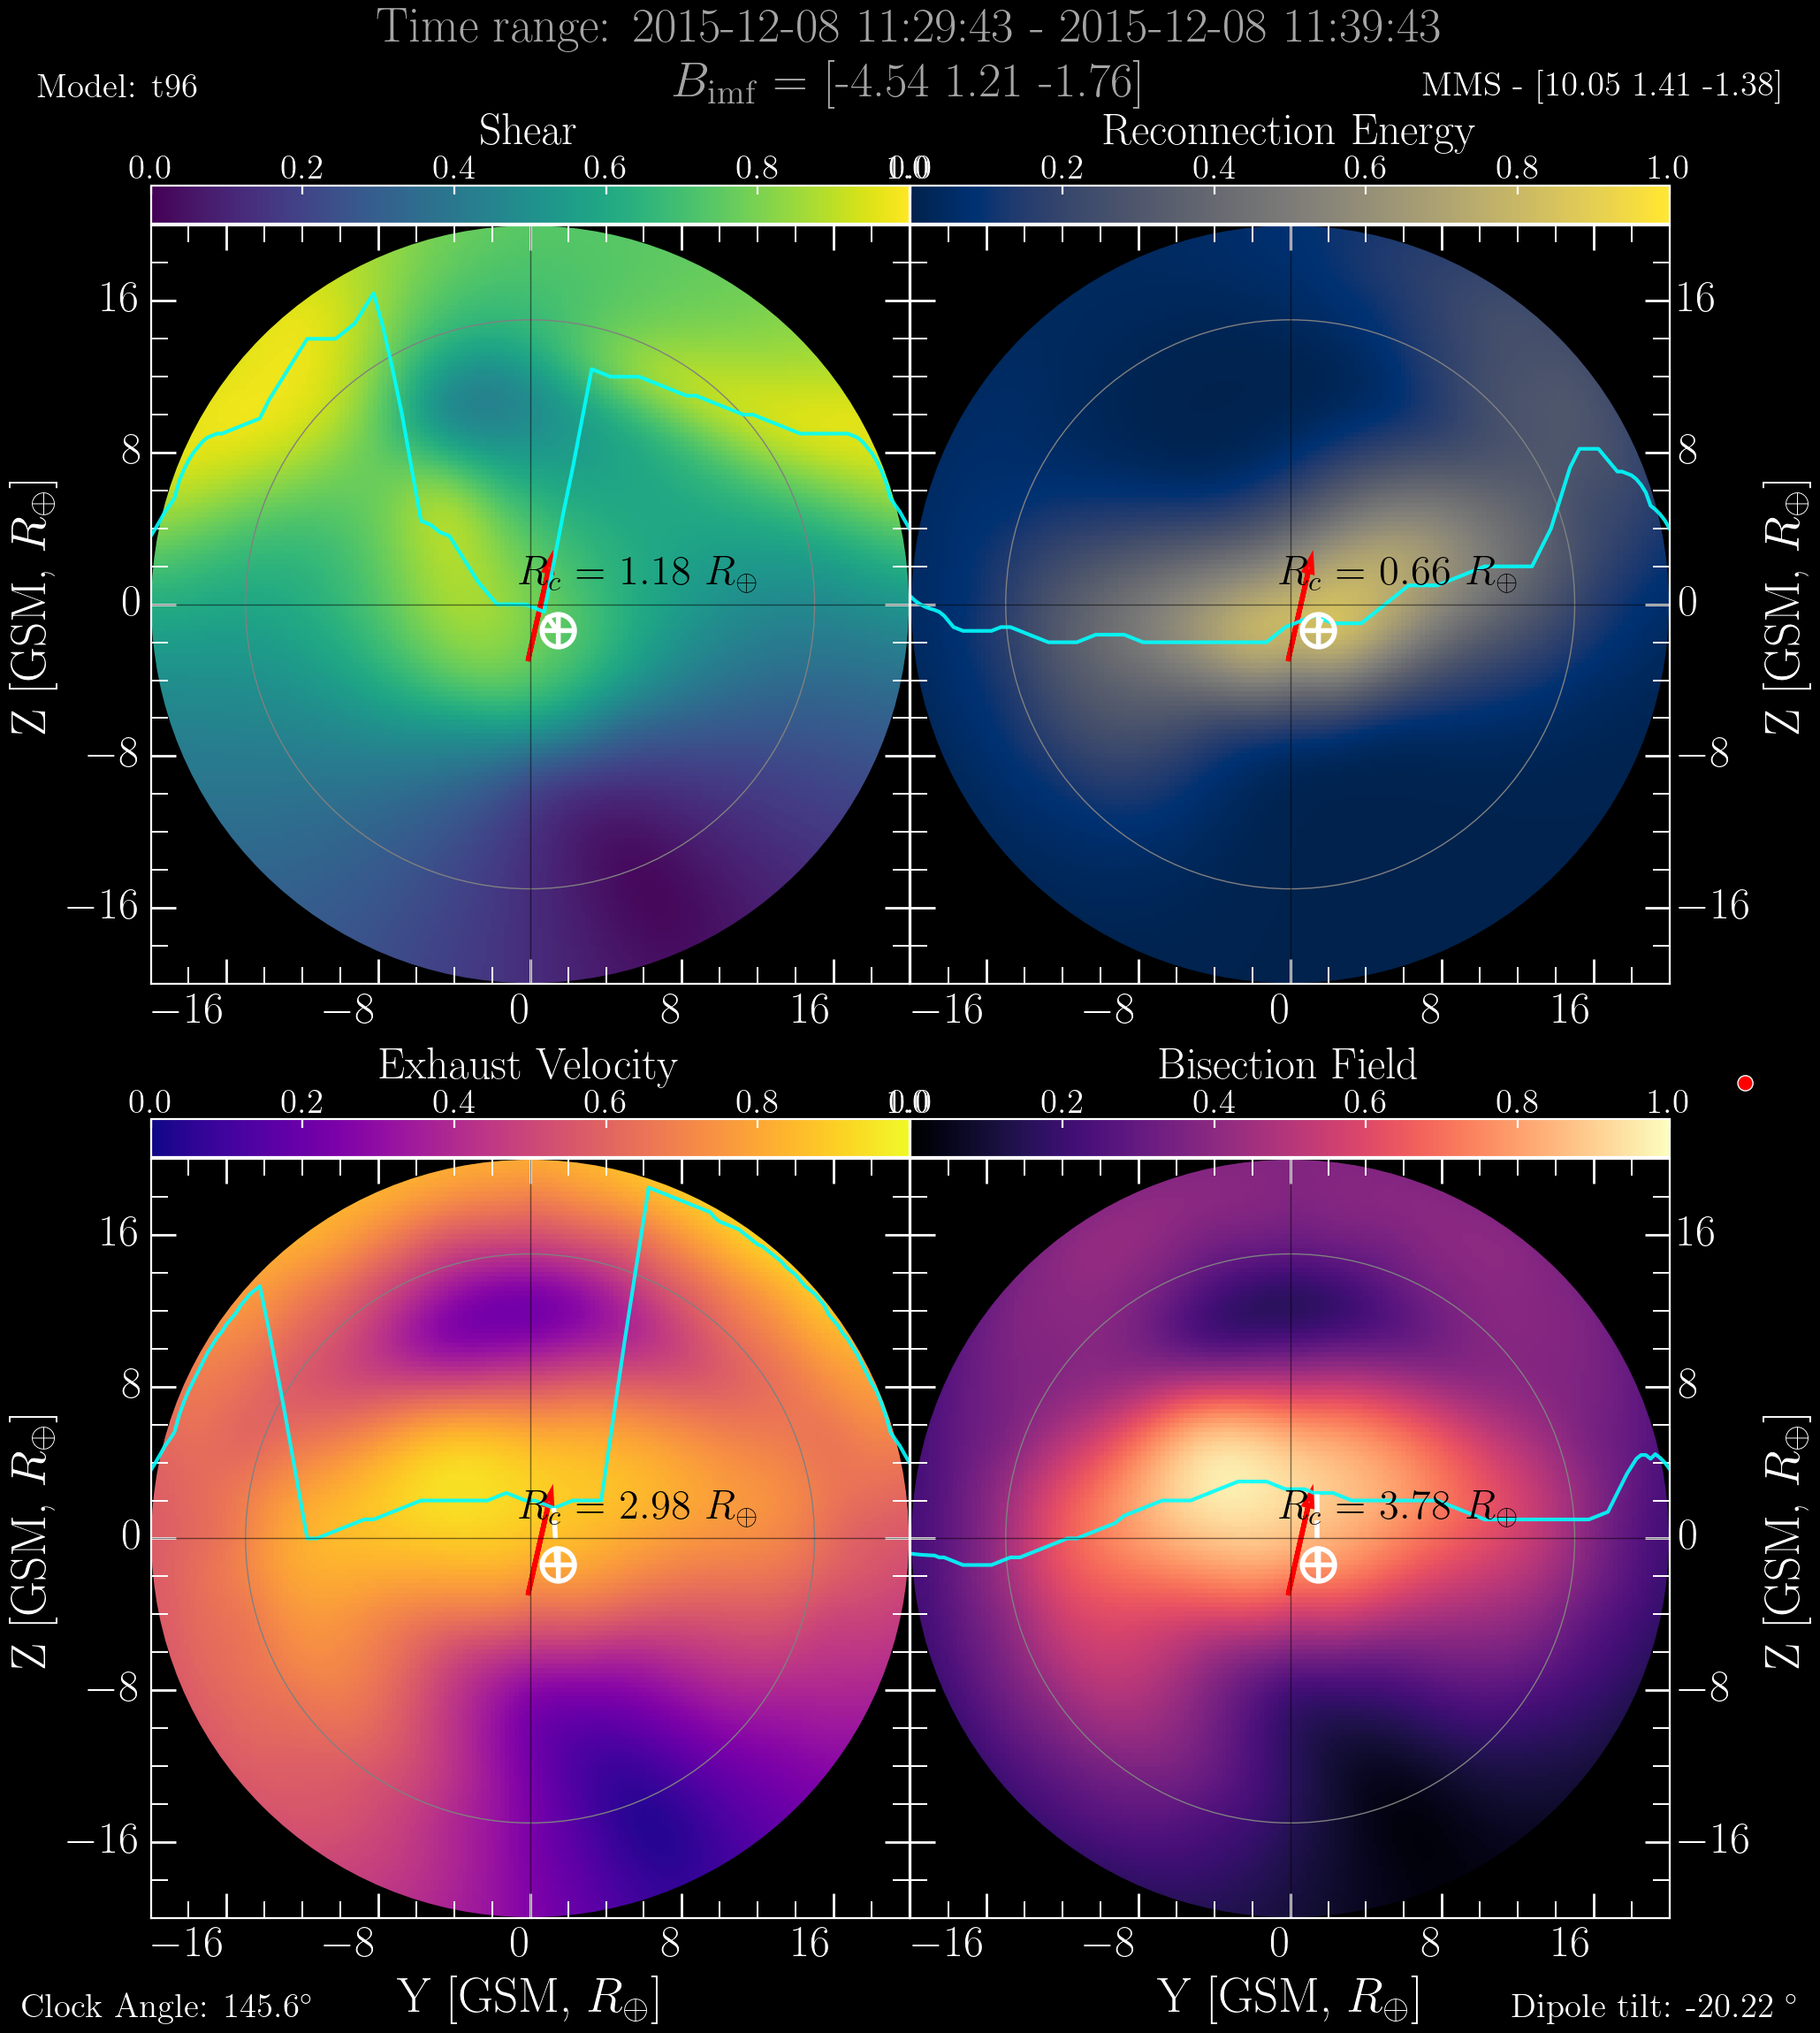 Time range: 2015-12-08 11:29:43 - 2015-12-08 11:39:43
Model: t96
B_imf = [-4.54 1.21 -1.76]
MMS - [10.05 1.41 -1.38]
Shear
Reconnection Energy
0.0 0.2 0.4 0.6 0.8 1.0
0.0 0.2 0.4 0.6 0.8 1.0
16
8
0
−8
−16
Z [GSM, R⊕]
R_c = 1.18 R⊕
R_c = 0.66 R⊕
16
8
0
−8
−16
Z [GSM, R⊕]
−16 −8 0 8 16
−16 −8 0 8 16
Exhaust Velocity
Bisection Field
0.0 0.2 0.4 0.6 0.8 1.0
0.0 0.2 0.4 0.6 0.8 1.0
16
8
0
−8
−16
Z [GSM, R⊕]
R_c = 2.98 R⊕
R_c = 3.78 R⊕
16
8
0
−8
−16
Z [GSM, R⊕]
−16 −8 0 8 16
−16 −8 0 8 16
Y [GSM, R⊕]
Y [GSM, R⊕]
Clock Angle: 145.6°
Dipole tilt: -20.22 °